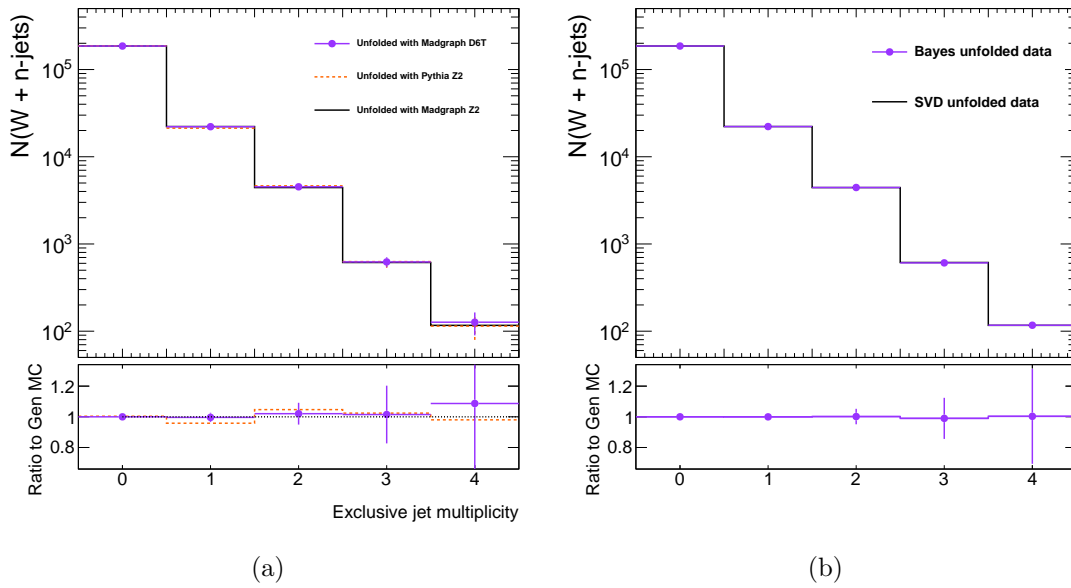 N(W + n-jets)
10^5
10^4
10^3
10^2
Unfolded with Madgraph D6T
Unfolded with Pythia Z2
Unfolded with Madgraph Z2
Ratio to Gen MC
1.2
1
0.8
0 1 2 3 4
Exclusive jet multiplicity
(a)
N(W + n-jets)
10^5
10^4
10^3
10^2
Bayes unfolded data
SVD unfolded data
Ratio to Gen MC
1.2
1
0.8
0 1 2 3 4
(b)